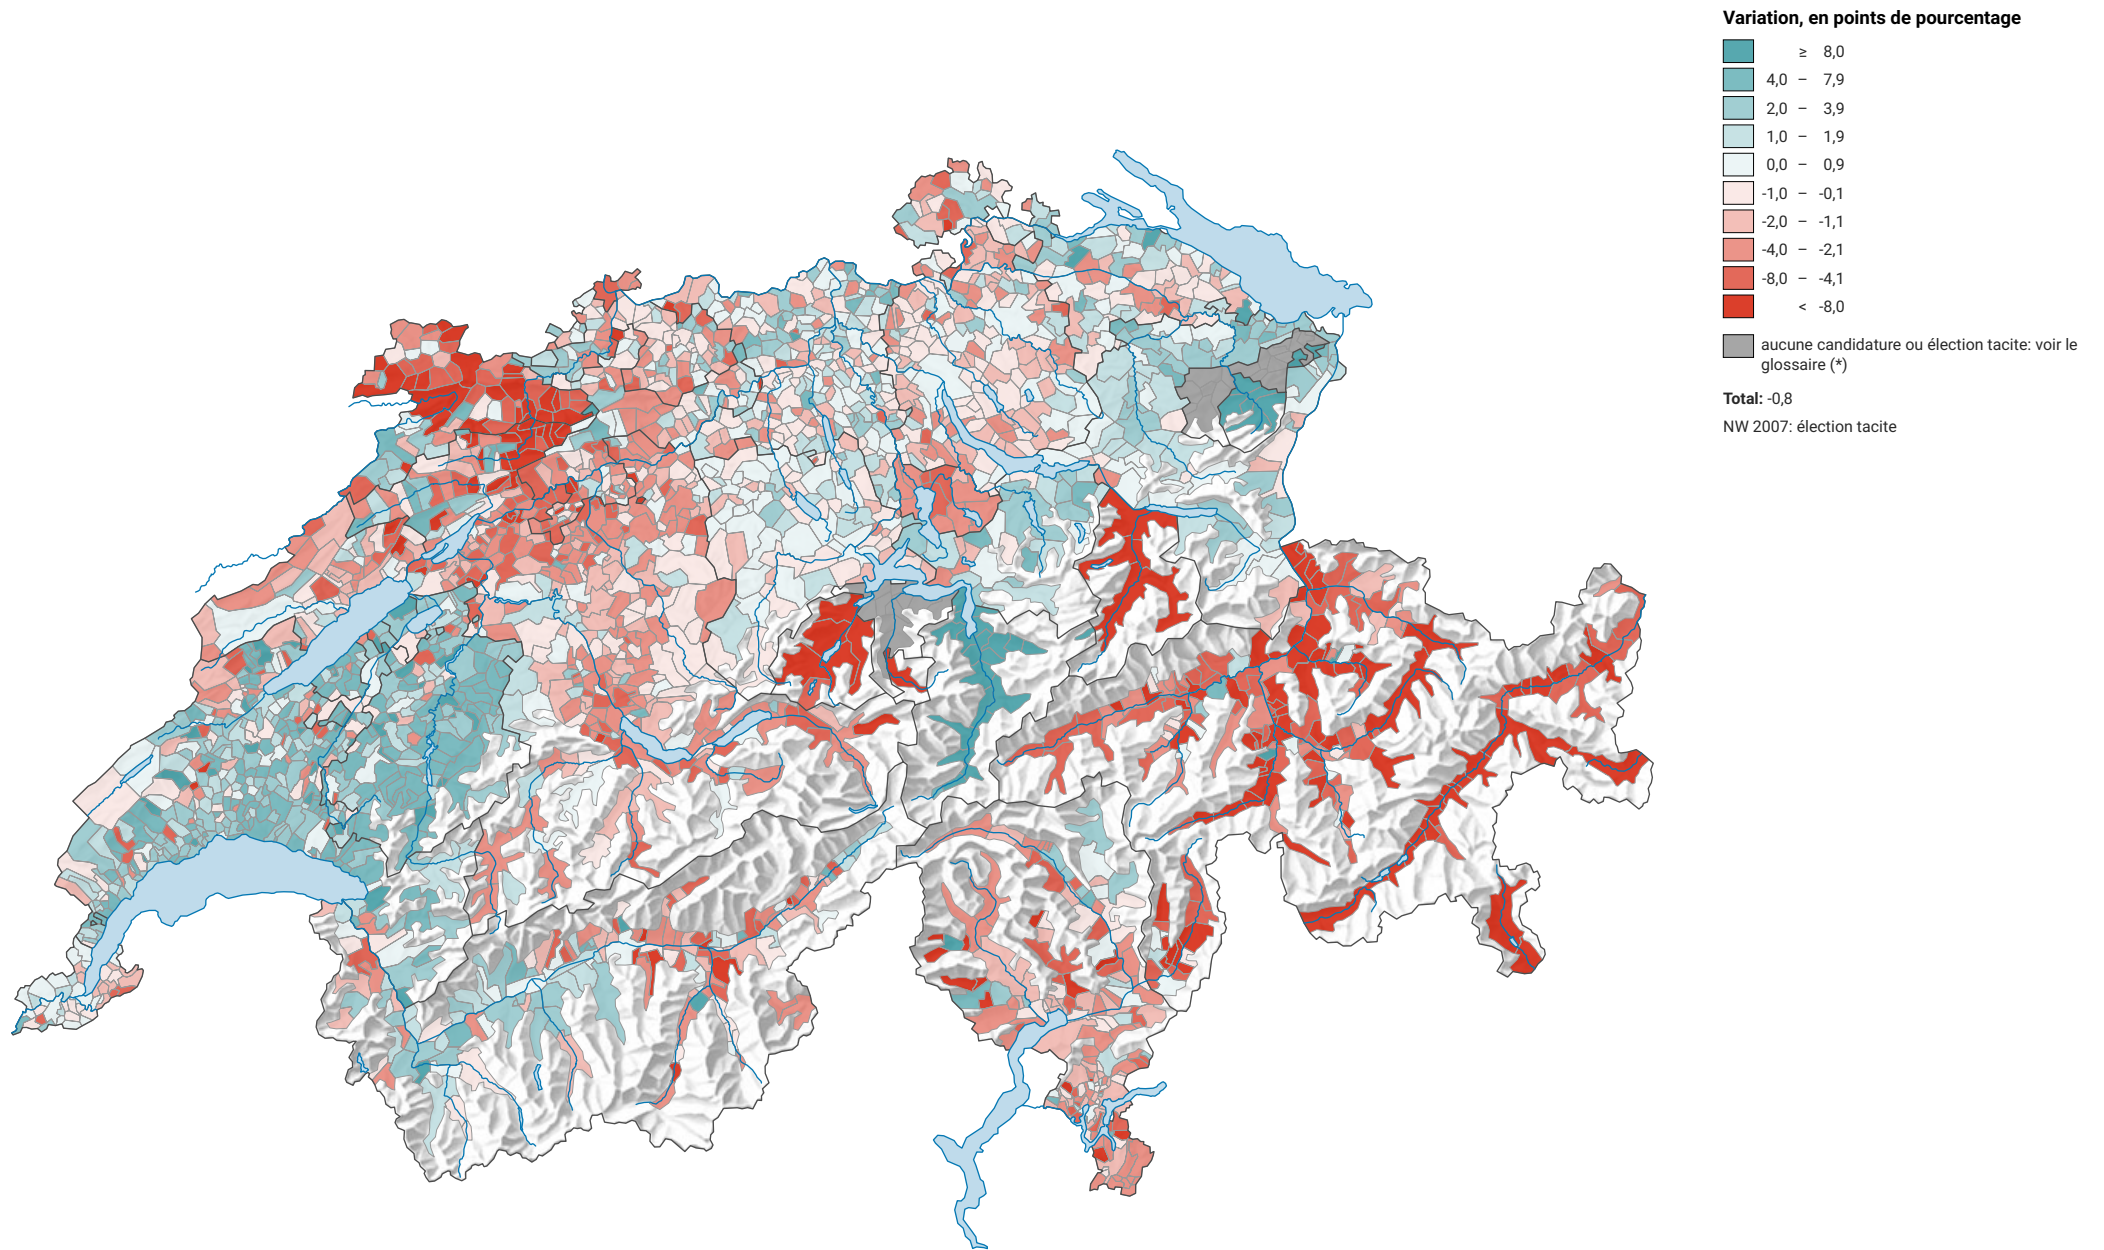 Variation, en points de pourcentage
≥ 8,0
4,0 – 7,9
2,0 – 3,9
1,0 – 1,9
0,0 – 0,9
-1,0 – -0,1
-2,0 – -1,1
-4,0 – -2,1
-8,0 – -4,1
< -8,0
aucune candidature ou élection tacite: voir le
glossaire (*)
Total: -0,8
NW 2007: élection tacite